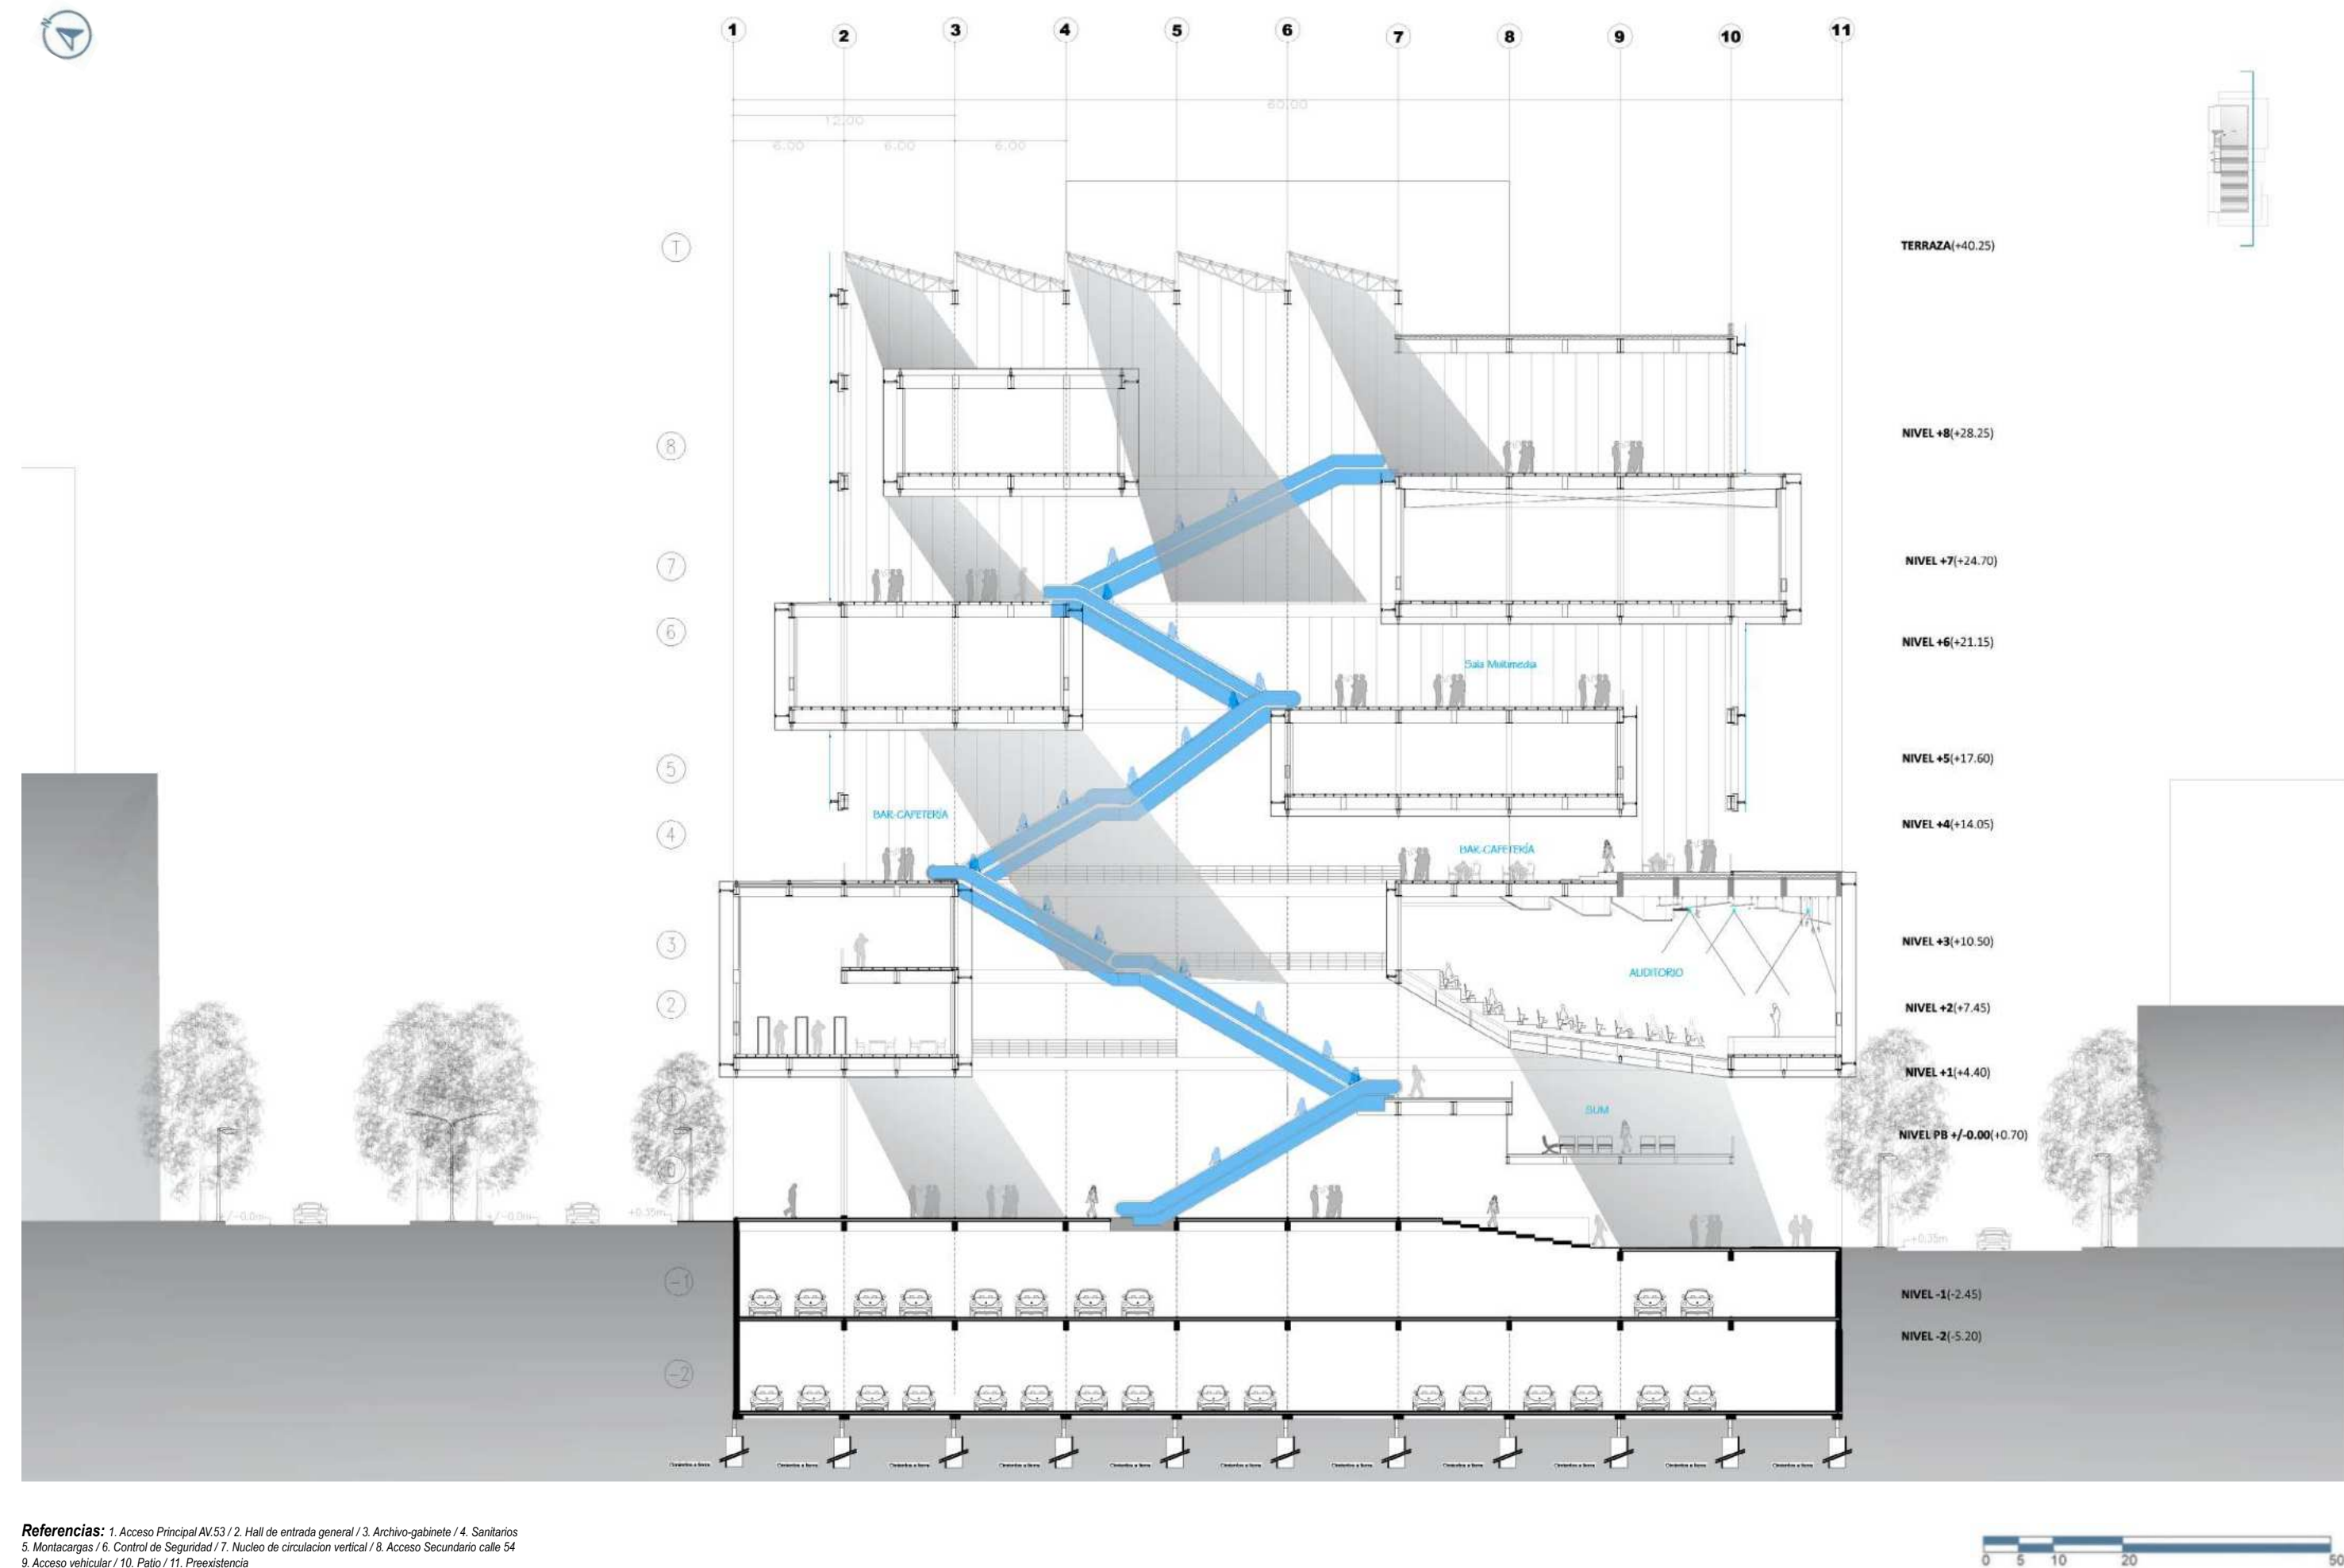 N
1
2
3
4
5
6
7
8
9
10
11
60.00
12.00
6.00
6.00
6.00
T
TERRAZA(+40.25)
8
NIVEL +8(+28.25)
7
NIVEL +7(+24.70)
6
NIVEL +6(+21.15)
Sala Multimedia
5
NIVEL +5(+17.60)
BAR-CAFETERÍA
4
NIVEL +4(+14.05)
BAR-CAFETERÍA
3
NIVEL +3(+10.50)
AUDITORIO
2
NIVEL +2(+7.45)
NIVEL +1(+4.40)
SUM
NIVEL PB +/-0.00(+0.70)
+/-0.0m
+/-0.0m
+0.35m
+0.35m
-1
NIVEL -1(-2.45)
NIVEL -2(-5.20)
-2
Referencias: 1. Acceso Principal AV.53 / 2. Hall de entrada general / 3. Archivo-gabinete / 4. Sanitarios
5. Montacargas / 6. Control de Seguridad / 7. Nucleo de circulacion vertical / 8. Acceso Secundario calle 54
9. Acceso vehicular / 10. Patio / 11. Preexistencia
0 5 10 20 50